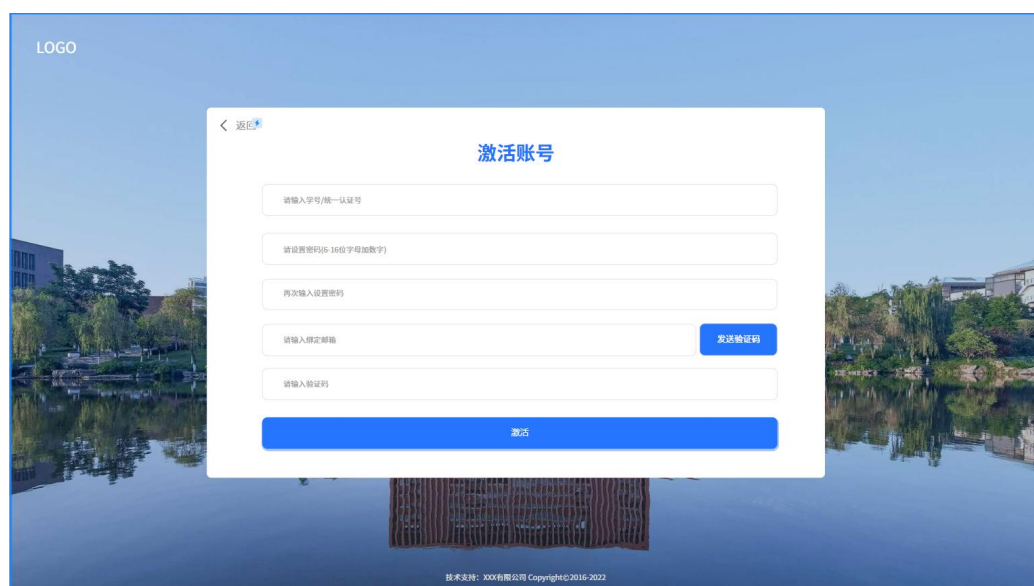 LOGO
返回
激活账号
请输入学号/统一认证号
请设置密码(6-16位字母加数字)
再次输入设置密码
请输入绑定邮箱
发送验证码
请输入验证码
激活
技术支持：XXX有限公司 Copyright©2016-2022